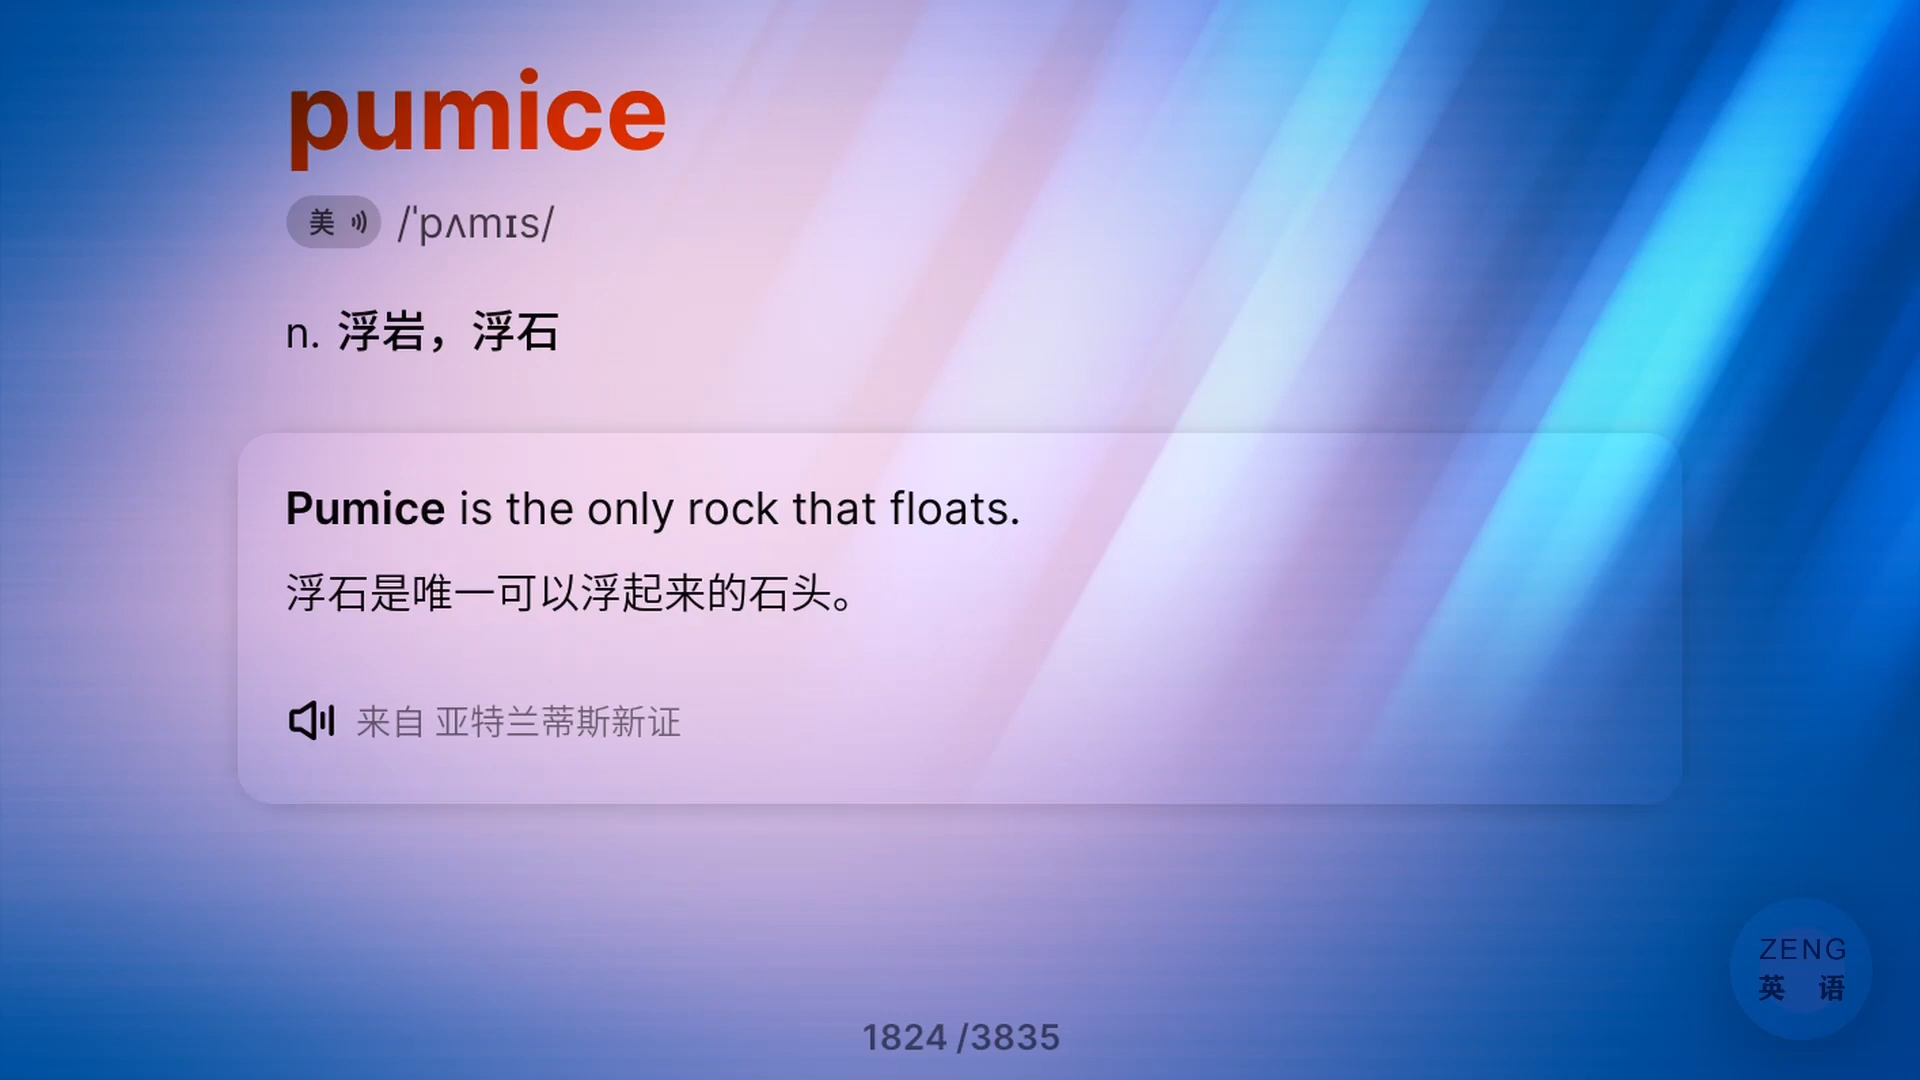 pumice
美 /ˈpʌmɪs/
n. 浮岩，浮石
Pumice is the only rock that floats.
浮石是唯一可以浮起来的石头。
来自 亚特兰蒂斯新证
ZENG
英 语
1824 /3835